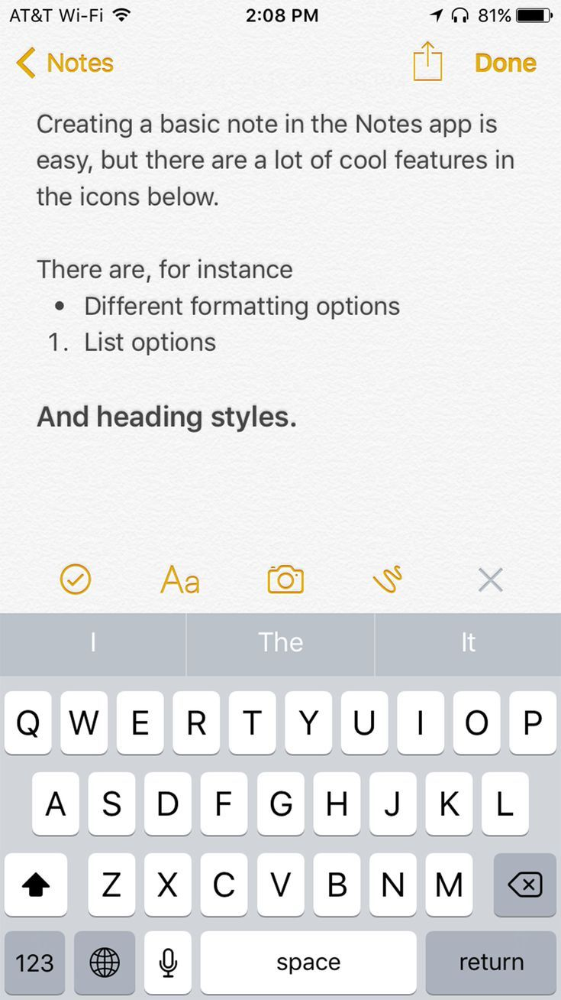 AT&T Wi-Fi 2:08 PM 81%
Notes Done
Creating a basic note in the Notes app is
easy, but there are a lot of cool features in
the icons below.
There are, for instance
• Different formatting options
1. List options
And heading styles.
Aa
I The It
Q W E R T Y U I O P
A S D F G H J K L
Z X C V B N M
123 space return